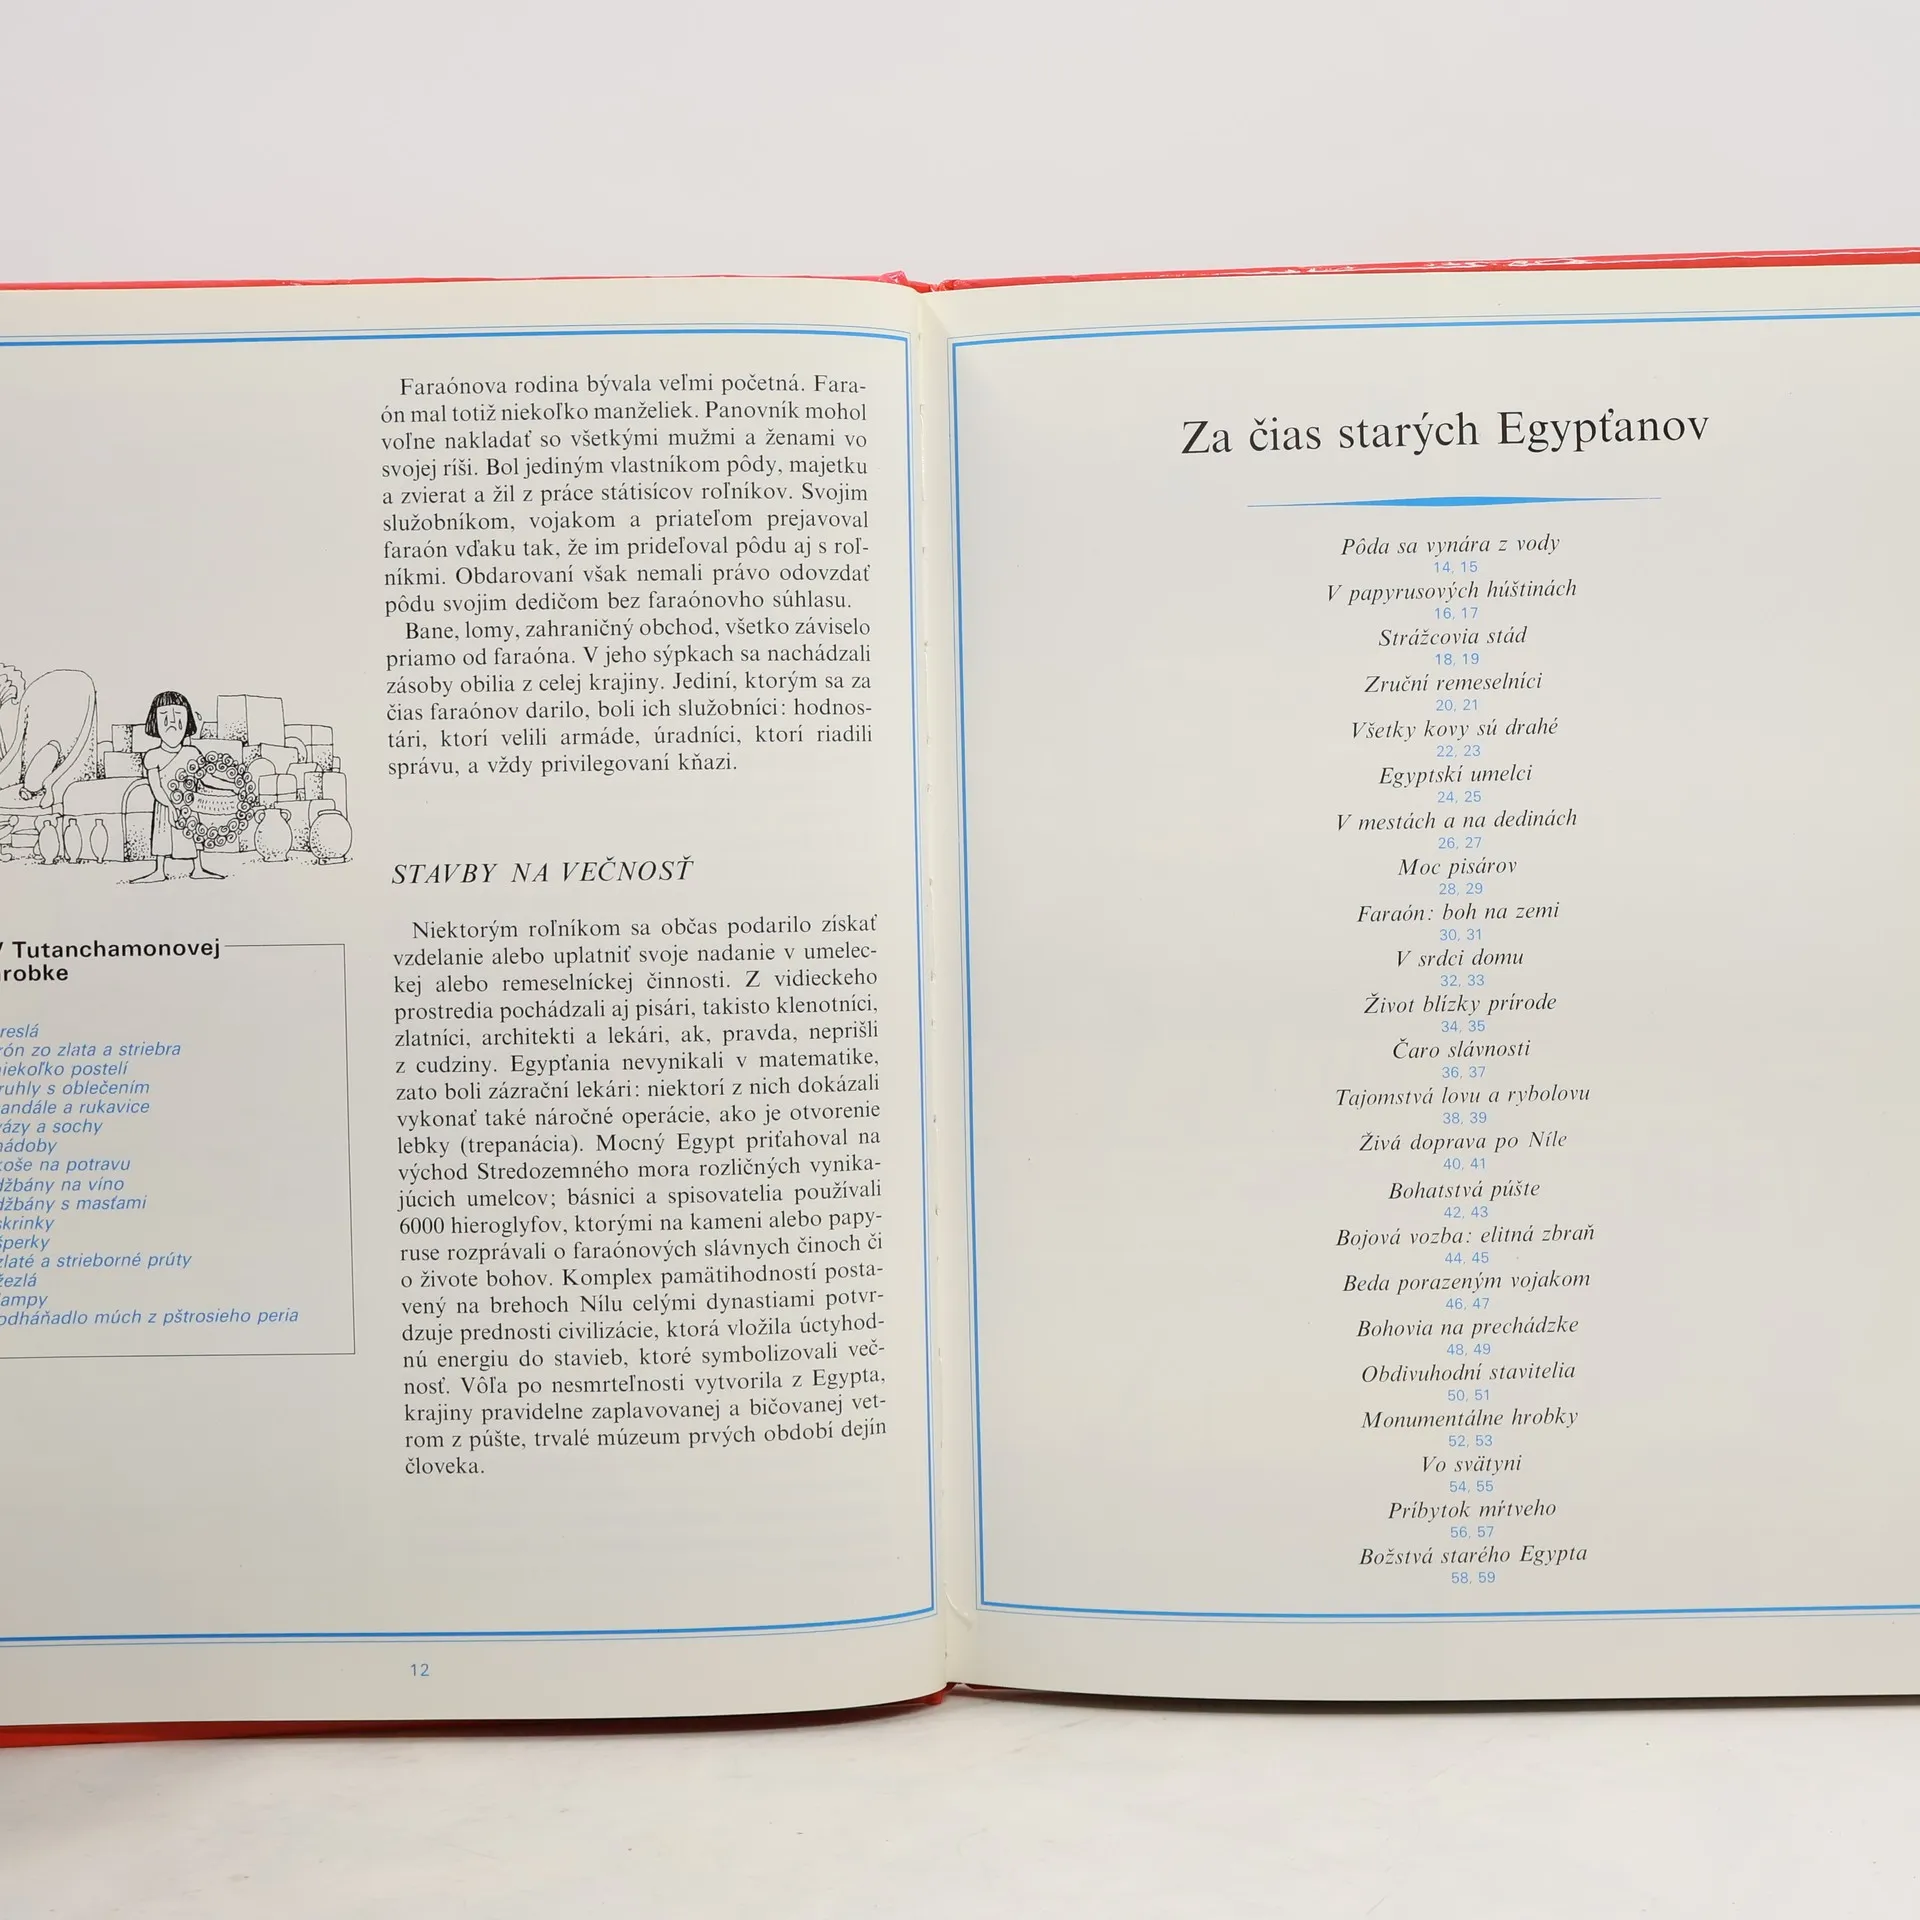 Faraónova rodina bývala veľmi početná. Fara-
ón mal totiž niekoľko manželiek. Panovník mohol
voľne nakladať so všetkými mužmi a ženami vo
svojej ríši. Bol jediným vlastníkom pôdy, majetku
a zvierat a žil z práce státisícov roľníkov. Svojim
služobníkom, vojakom a priateľom prejavoval
faraón vďaku tak, že im prideľoval pôdu aj s roľ-
níkmi. Obdarovaní však nemali právo odovzdať
pôdu svojim dedičom bez faraónovho súhlasu.
Bane, lomy, zahraničný obchod, všetko záviselo
priamo od faraóna. V jeho sýpkach sa nachádzali
zásoby obilia z celej krajiny. Jediní, ktorým sa za
čias faraónov darilo, boli ich služobníci: hodnos-
tári, ktorí velili armáde, úradníci, ktorí riadili
správu, a vždy privilegovaní kňazi.
STAVBY NA VEČNOSŤ
Niektorým roľníkom sa občas podarilo získať
vzdelanie alebo uplatniť svoje nadanie v umelec-
kej alebo remeselníckej činnosti. Z vidieckeho
prostredia pochádzali aj pisári, takisto klenotníci,
zlatníci, architekti a lekári, ak, pravda, neprišli
z cudziny. Egypťania nevynikali v matematike,
zato boli zázrační lekári: niektorí z nich dokázali
vykonať také náročné operácie, ako je otvorenie
lebky (trepanácia). Mocný Egypt priťahoval na
východ Stredozemného mora rozličných vynika-
júcich umelcov; básnici a spisovatelia používali
6000 hieroglyfov, ktorými na kameni alebo papy-
ruse rozprávali o faraónových slávnych činoch či
o živote bohov. Komplex pamätihodností posta-
vený na brehoch Nílu celými dynastiami potvr-
dzuje prednosti civilizácie, ktorá vložila úctyhod-
nú energiu do stavieb, ktoré symbolizovali več-
nosť. Vôľa po nesmrteľnosti vytvorila z Egypta,
krajiny pravidelne zaplavovanej a bičovanej vet-
rom z púšte, trvalé múzeum prvých období dejín
človeka.
Tutanchamonovej
robke
reslá
rón zo zlata a striebra
niekoľko postelí
ruhly s oblečením
andále a rukavice
vázy a sochy
nádoby
koše na potravu
džbány na víno
džbány s masťami
skrinky
šperky
zlaté a strieborné prúty
žezlá
lampy
odháňadlo múch z pštrosieho peria
12
Za čias starých Egypťanov
Pôda sa vynára z vody
14, 15
V papyrusových húštinách
16, 17
Strážcovia stád
18, 19
Zruční remeselníci
20, 21
Všetky kovy sú drahé
22, 23
Egyptskí umelci
24, 25
V mestách a na dedinách
26, 27
Moc pisárov
28, 29
Faraón: boh na zemi
30, 31
V srdci domu
32, 33
Život blízky prírode
34, 35
Čaro slávnosti
36, 37
Tajomstvá lovu a rybolovu
38, 39
Živá doprava po Níle
40, 41
Bohatstvá púšte
42, 43
Bojová vozba: elitná zbraň
44, 45
Beda porazeným vojakom
46, 47
Bohovia na prechádzke
48, 49
Obdivuhodní stavitelia
50, 51
Monumentálne hrobky
52, 53
Vo svätyni
54, 55
Príbytok mŕtveho
56, 57
Božstvá starého Egypta
58, 59